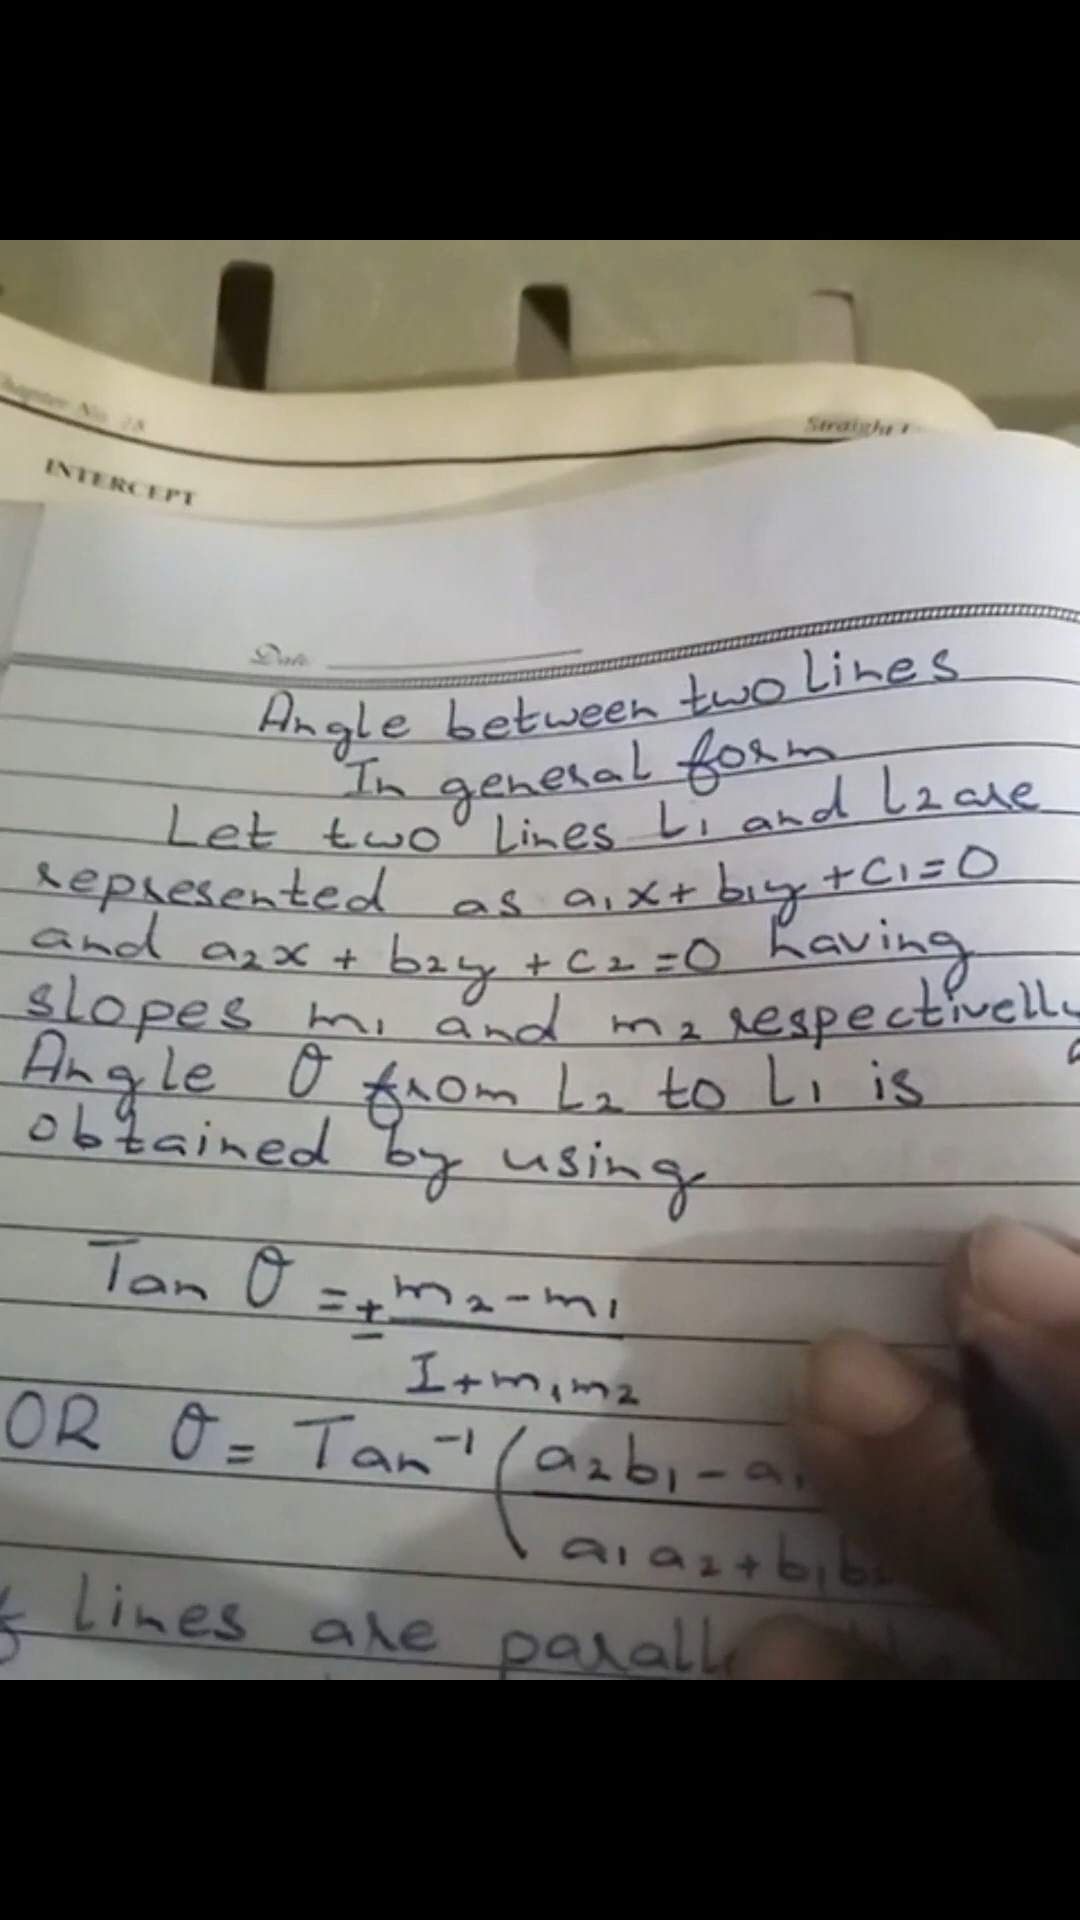 Chapter No. 18
Straight
INTERCEPT
Date
Angle between two Lines
In general form
Let two Lines L1 and L2 are
represented as a1x + b1y + c1 = 0
and a2x + b2y + c2 = 0 having
slopes m1 and m2 respectivelly
Angle θ from L2 to L1 is
obtained by using
Tan θ = ± m2 - m1
I + m1m2
OR θ = Tan⁻¹ ( a2b1 - a1
a1a2 + b1b2
lines are parall